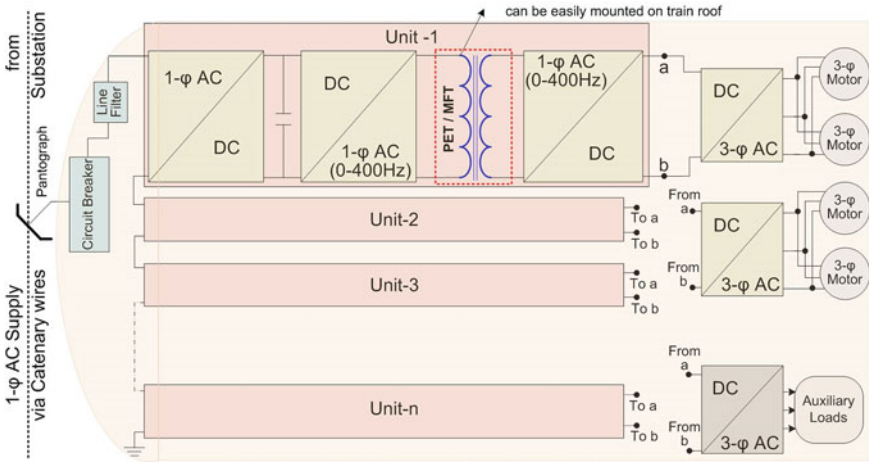 can be easily mounted on train roof
from
Substation
Unit -1
1-φ AC
DC
DC
1-φ AC
(0-400Hz)
PET / MFT
1-φ AC
(0-400Hz)
DC
a
b
DC
3-φ AC
3-φ
Motor
3-φ
Motor
Line
Filter
Pantograph
Circuit Breaker
Unit-2
To a
To b
From
a
From
b
DC
3-φ AC
3-φ
Motor
3-φ
Motor
Unit-3
To a
To b
1-φ AC Supply
via Catenary wires
Unit-n
To a
To b
From
a
From
b
DC
3-φ AC
Auxiliary
Loads